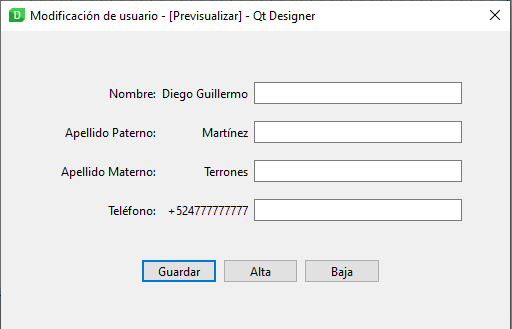 Modificación de usuario - [Previsualizar] - Qt Designer
Nombre: Diego Guillermo
Apellido Paterno: Martínez
Apellido Materno: Terrones
Teléfono: +524777777777
Guardar Alta Baja